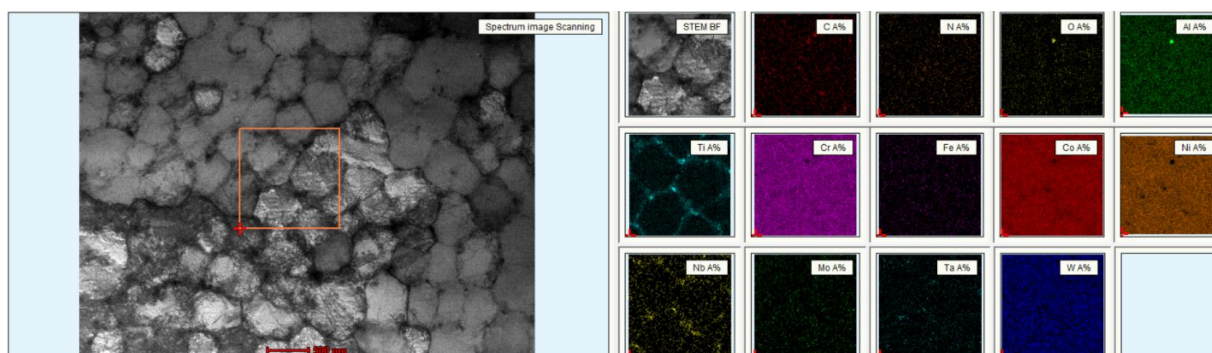 Spectrum image Scanning
STEM BF
C A%
N A%
O A%
Al A%
Ti A%
Cr A%
Fe A%
Co A%
Ni A%
Nb A%
Mo A%
Ta A%
W A%